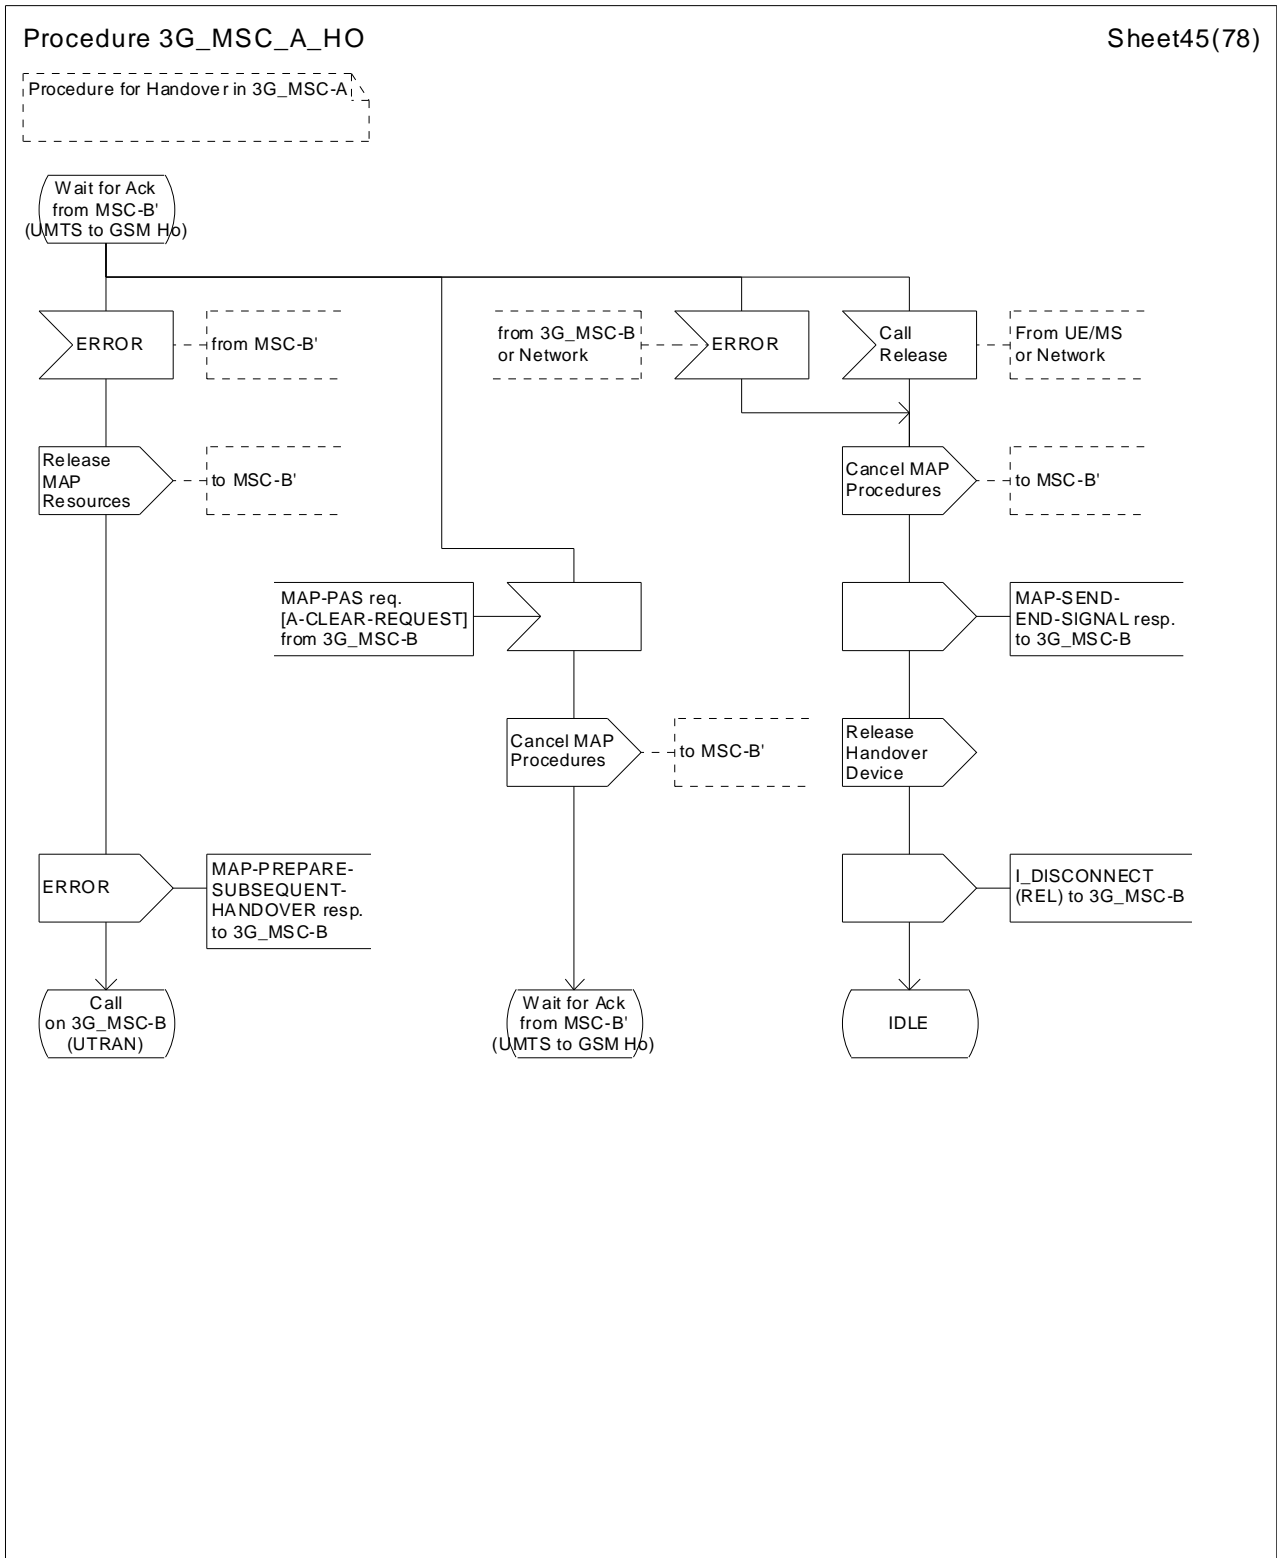 Procedure 3G_MSC_A_HO
Sheet45(78)
Procedure for Handover in 3G_MSC-A
Wait for Ack
from MSC-B'
(UMTS to GSM Ho)
ERROR
from MSC-B'
from 3G_MSC-B
or Network
ERROR
Call
Release
From UE/MS
or Network
Release
MAP
Resources
to MSC-B'
Cancel MAP
Procedures
to MSC-B'
MAP-PAS req.
[A-CLEAR-REQUEST]
from 3G_MSC-B
MAP-SEND-
END-SIGNAL resp.
to 3G_MSC-B
Cancel MAP
Procedures
to MSC-B'
Release
Handover
Device
ERROR
MAP-PREPARE-
SUBSEQUENT-
HANDOVER resp.
to 3G_MSC-B
I_DISCONNECT
(REL) to 3G_MSC-B
Call
on 3G_MSC-B
(UTRAN)
Wait for Ack
from MSC-B'
(UMTS to GSM Ho)
IDLE